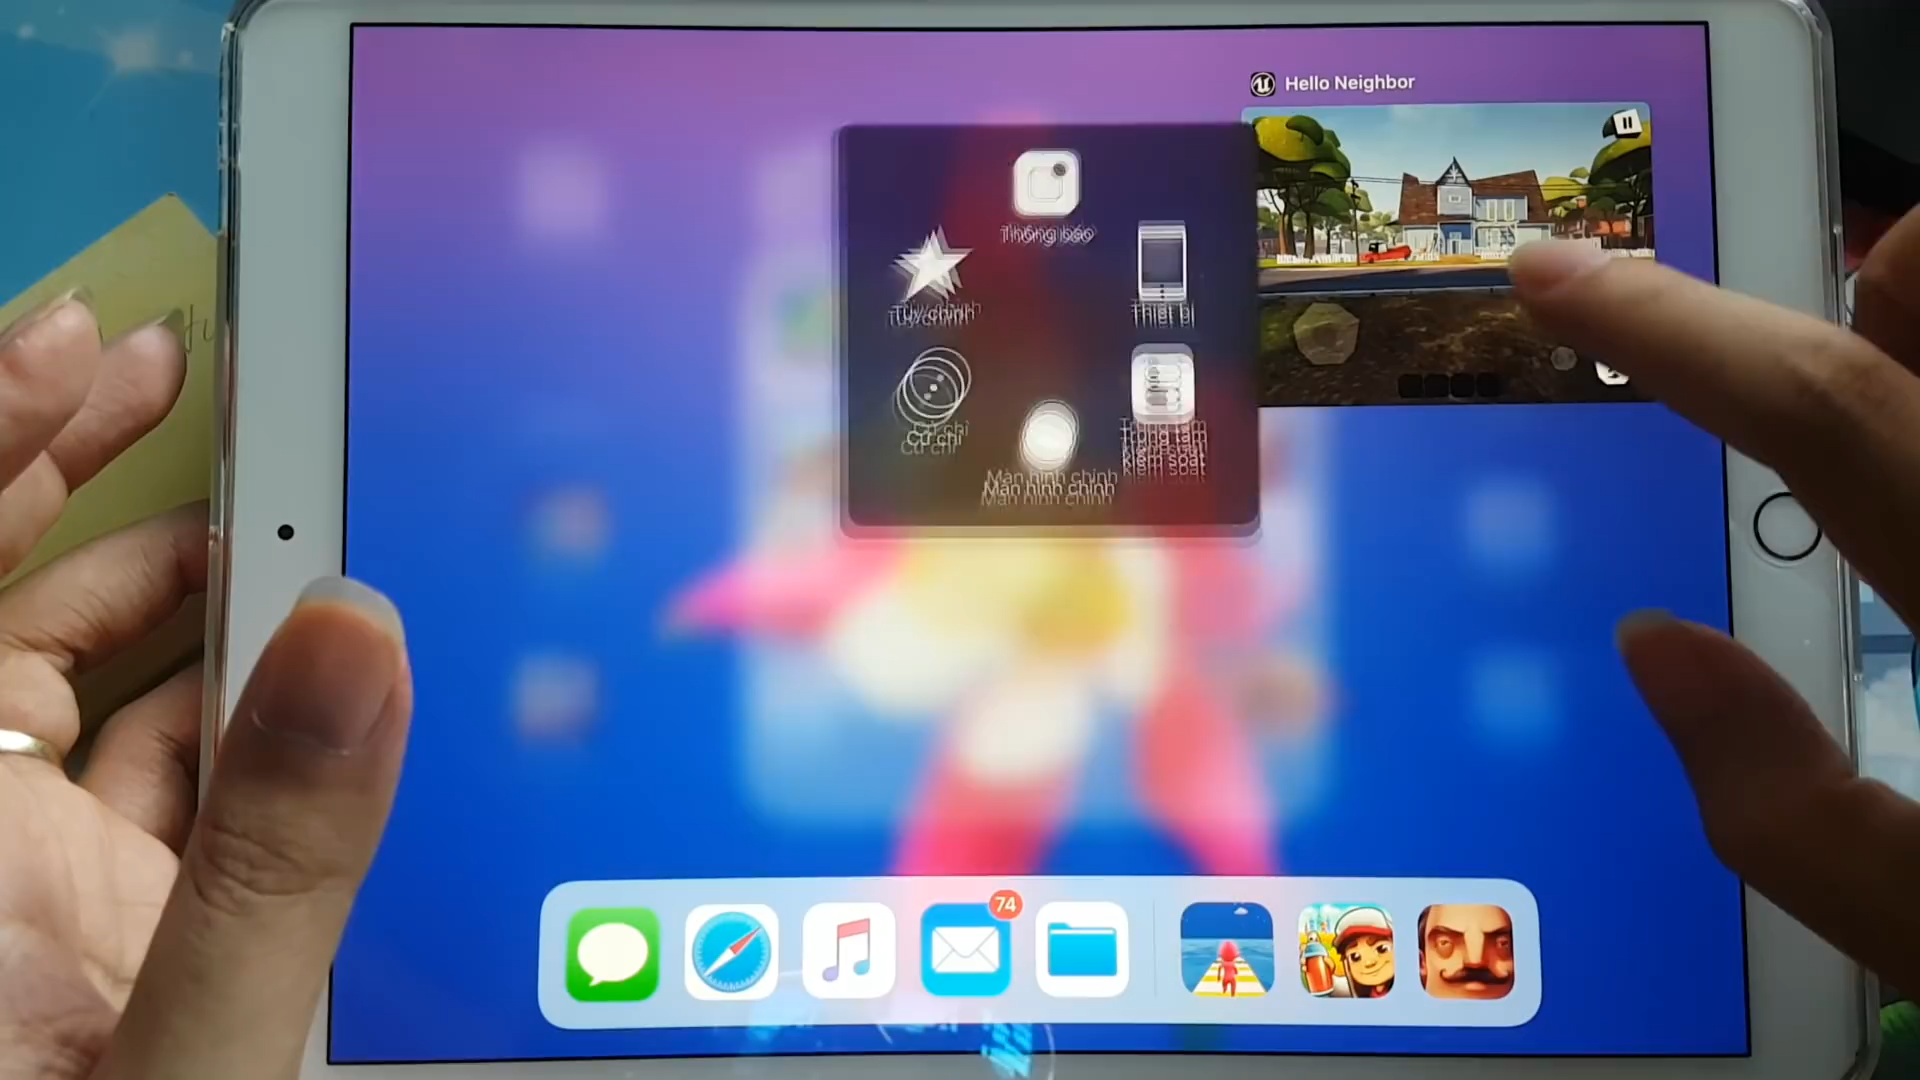 Hello Neighbor
Thông báo
Tùy chỉnh
Thiết bị
Cử chỉ
Trung tâm
kiểm soát
Màn hình chính
74